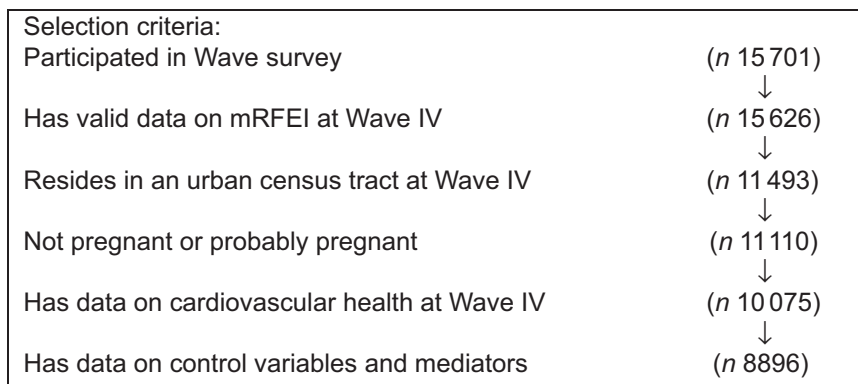 Selection criteria:
Participated in Wave survey (n 15 701)
↓
Has valid data on mRFEI at Wave IV (n 15 626)
↓
Resides in an urban census tract at Wave IV (n 11 493)
↓
Not pregnant or probably pregnant (n 11 110)
↓
Has data on cardiovascular health at Wave IV (n 10 075)
↓
Has data on control variables and mediators (n 8896)